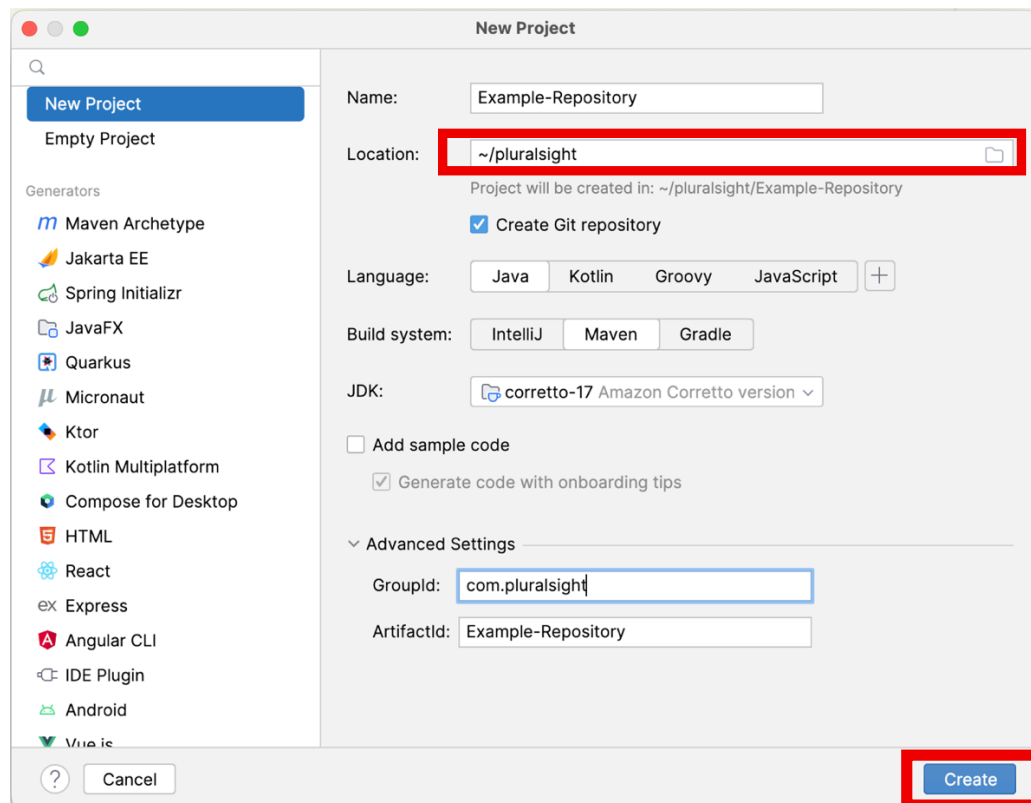 New Project
New Project
Empty Project
Generators
m Maven Archetype
Jakarta EE
Spring Initializr
JavaFX
Quarkus
μ Micronaut
Ktor
Kotlin Multiplatform
Compose for Desktop
5 HTML
React
ex Express
A Angular CLI
IDE Plugin
Android
Vue.js
Name: Example-Repository
Location: ~/pluralsight
Project will be created in: ~/pluralsight/Example-Repository
Create Git repository
Language: Java Kotlin Groovy JavaScript +
Build system: IntelliJ Maven Gradle
JDK: corretto-17 Amazon Corretto version
Add sample code
Generate code with onboarding tips
Advanced Settings
GroupId: com.pluralsight
ArtifactId: Example-Repository
? Cancel Create